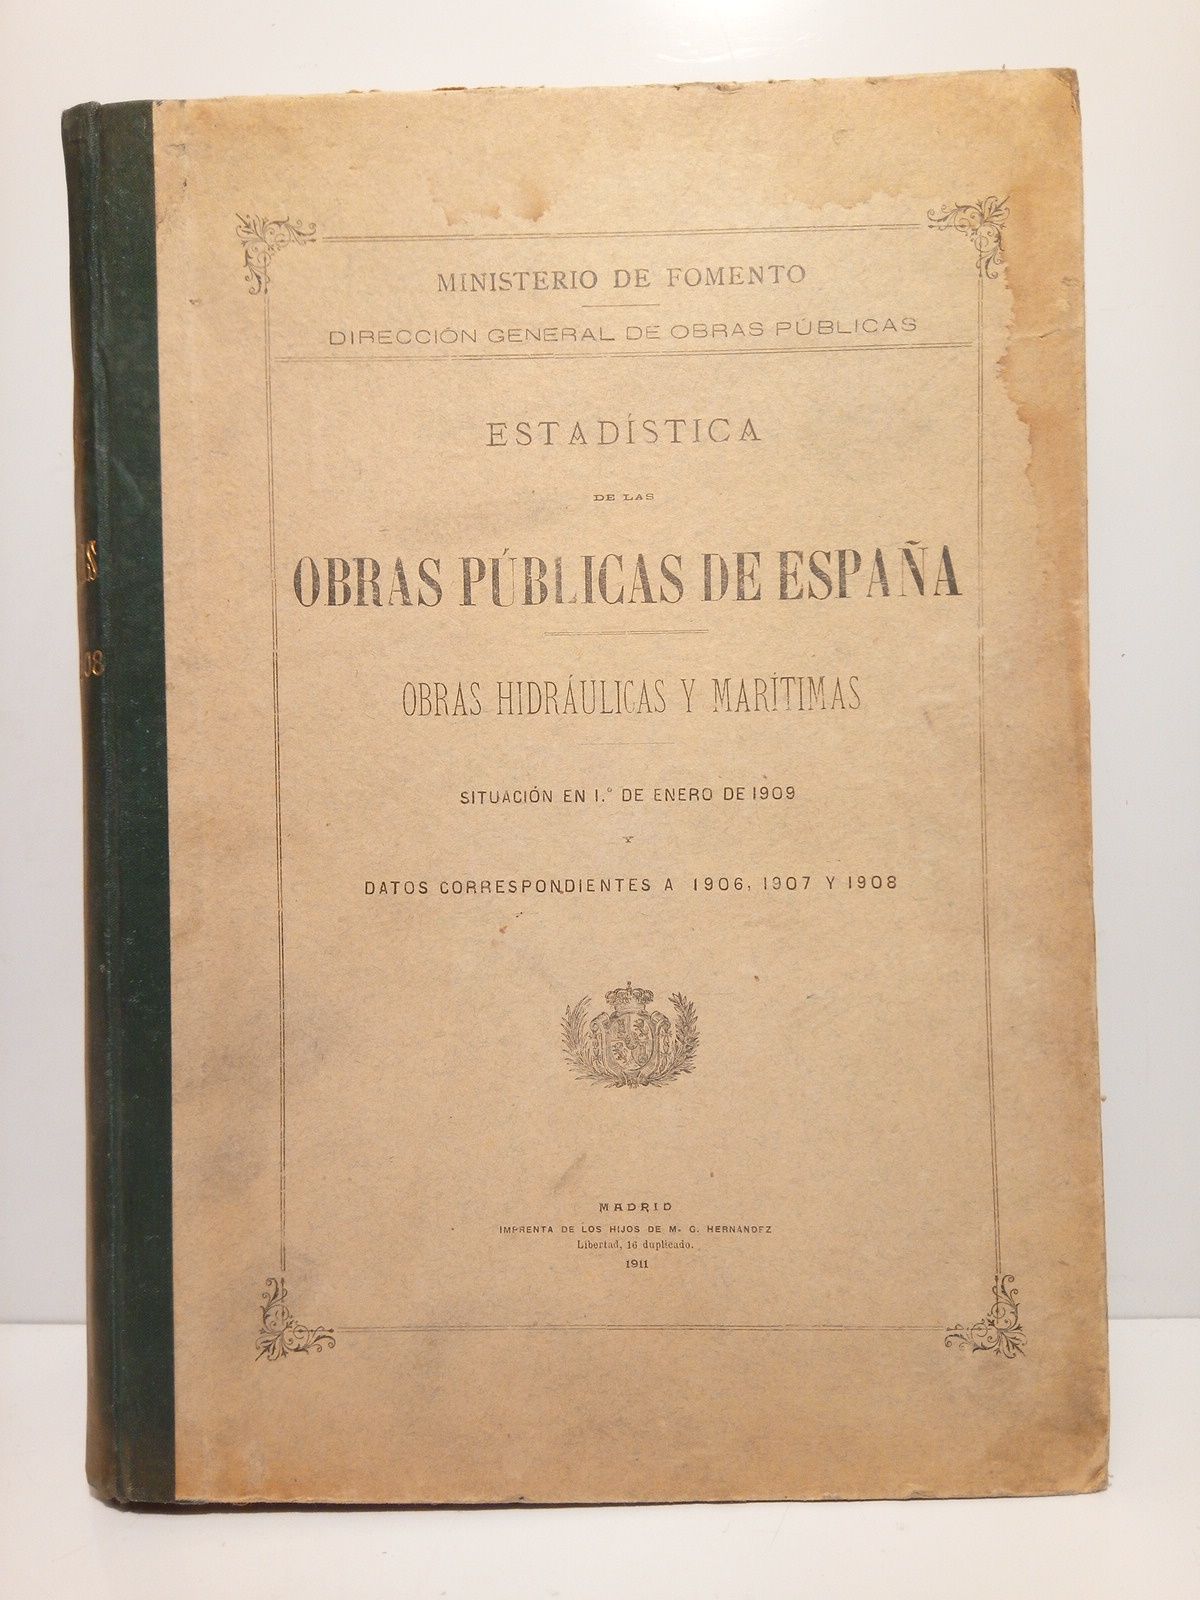 MINISTERIO DE FOMENTO
DIRECCIÓN GENERAL DE OBRAS PÚBLICAS
ESTADÍSTICA
DE LAS
OBRAS PÚBLICAS DE ESPAÑA
OBRAS HIDRÁULICAS Y MARÍTIMAS
SITUACIÓN EN 1.º DE ENERO DE 1909
Y
DATOS CORRESPONDIENTES A 1906, 1907 Y 1908
MADRID
IMPRENTA DE LOS HIJOS DE M. G. HERNÁNDEZ
Libertad, 16 duplicado.
1911